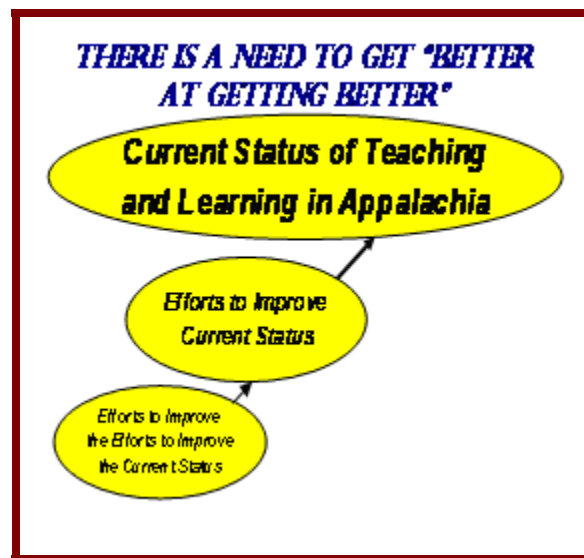 THERE IS A NEED TO GET “BETTER
AT GETTING BETTER”
Current Status of Teaching
and Learning in Appalachia
Efforts to Improve
Current Status
Efforts to Improve
the Efforts to Improve
the Current Status